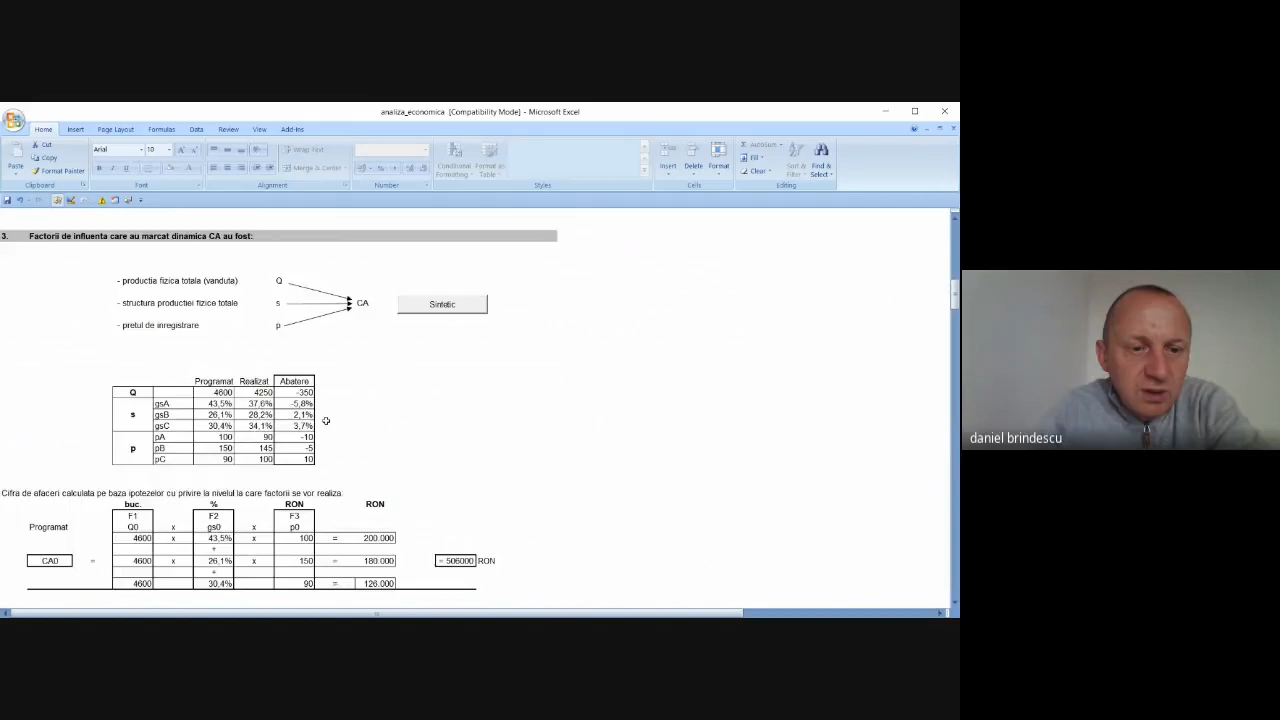 analiza_economica [Compatibility Mode] - Microsoft Excel
Home Insert Page Layout Formulas Data Review View Add-Ins
Paste
Cut
Copy
Format Painter
Clipboard
Arial 10
Font
Wrap Text
Merge & Center
Alignment
Number
Conditional Formatting
Format as Table
Styles
Insert Delete Format
Cells
AutoSum
Fill
Clear
Sort & Filter
Find & Select
Editing
3. Factorii de influenta care au marcat dinamica CA au fost:
- productia fizica totala (vanduta) Q
- structura productiei fizice totale s CA Sintetic
- pretul de inregistrare p
Programat Realizat Abatere
Q 4600 4250 -350
gsA 43,5% 37,6% -5,8%
s gsB 26,1% 28,2% 2,1%
gsC 30,4% 34,1% 3,7%
pA 100 90 -10
p pB 150 145 -5
pC 90 100 10
Cifra de afaceri calculata pe baza ipotezelor cu privire la nivelul la care factorii se vor realiza:
buc. % RON RON
F1 F2 F3
Programat Q0 x gs0 x p0
4600 x 43,5% x 100 = 200.000
+
CA0 = 4600 x 26,1% x 150 = 180.000 = 506000 RON
+
4600 30,4% 90 = 126.000
daniel brindescu